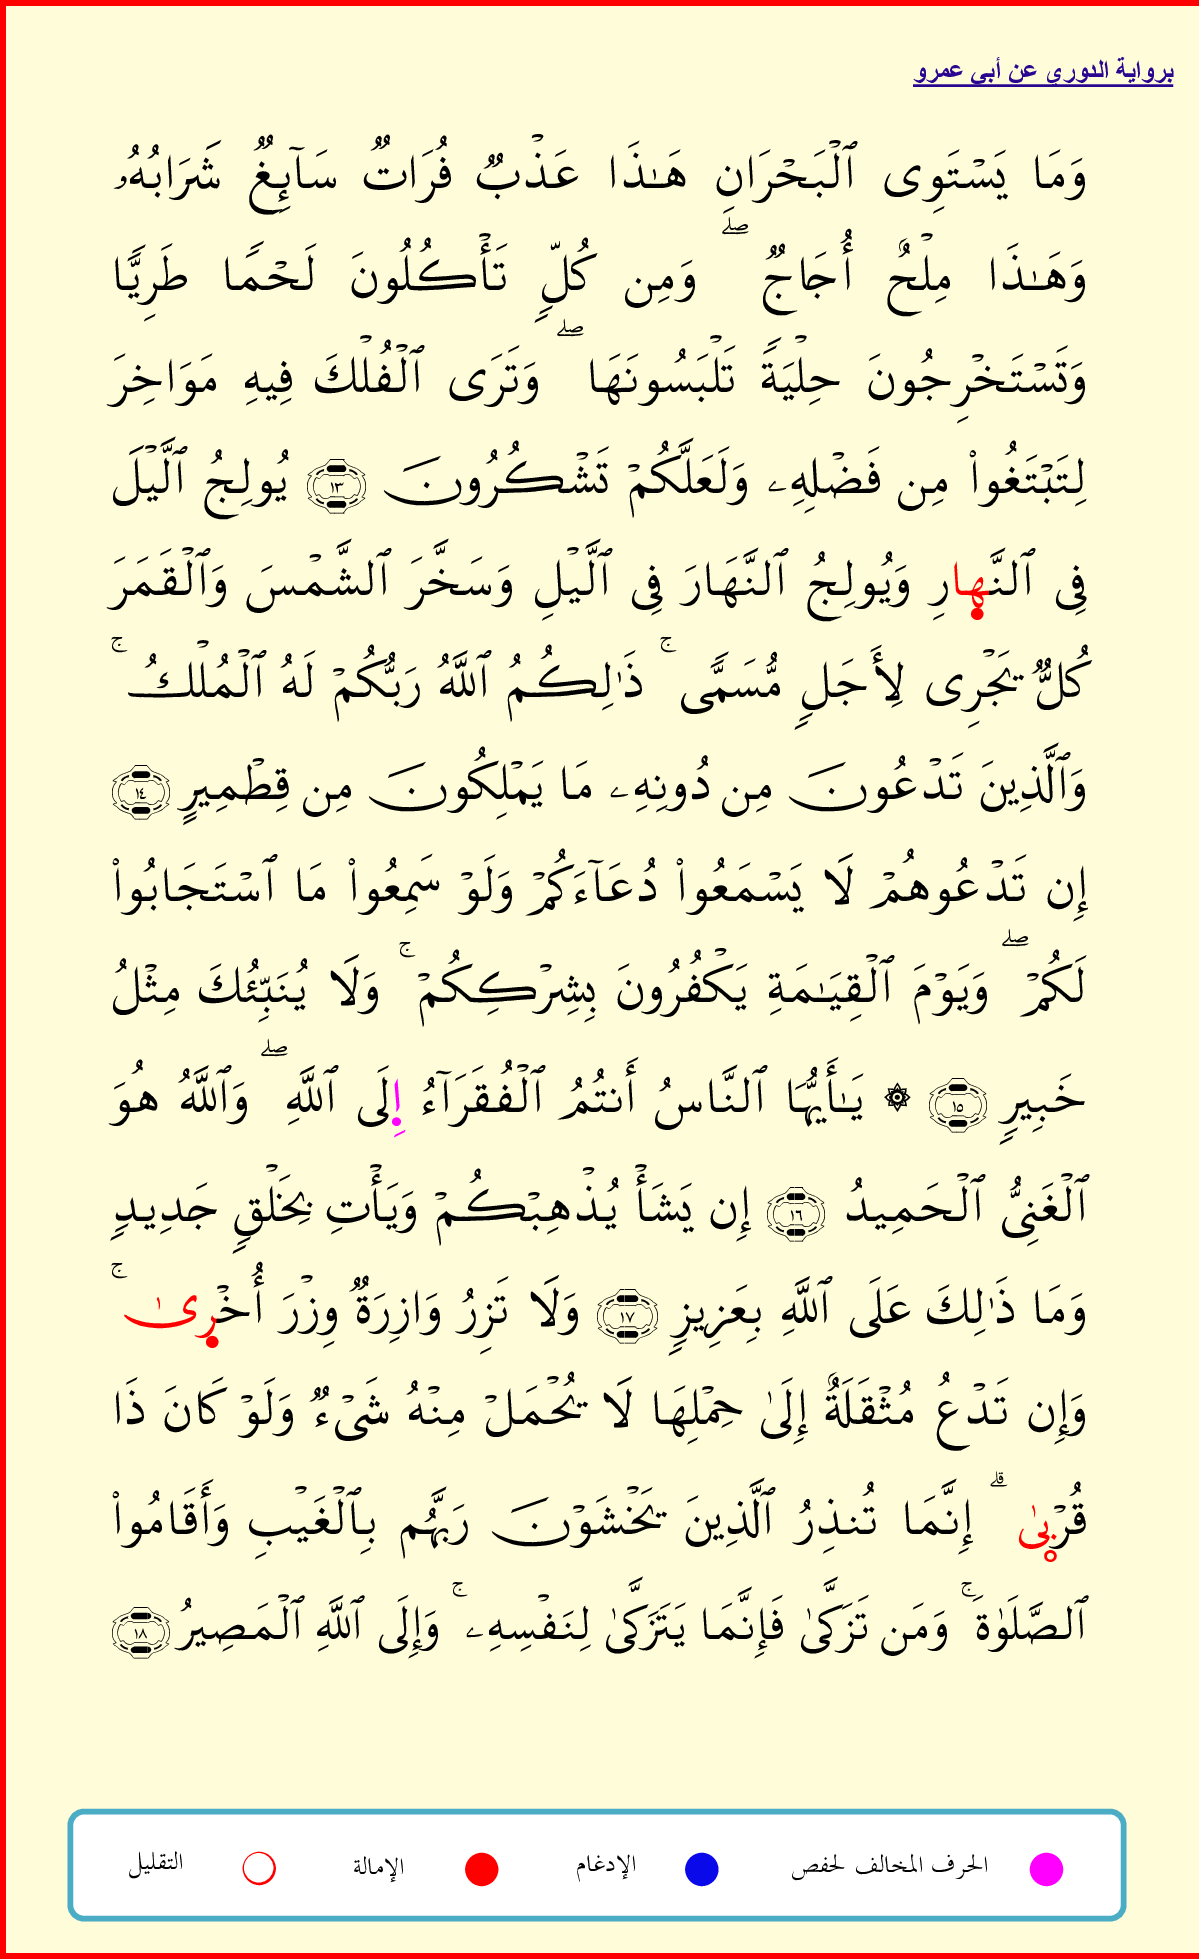 برواية الدوري عن أبي عمرو
وَمَا يَسۡتَوِى ٱلۡبَحۡرَانِ هَـٰذَا عَذۡبٌ فُرَاتٌ سَآئِغٌ شَرَابُهُۥ
وَهَـٰذَا مِلۡحٌ أُجَاجٌ ۖ وَمِن كُلٍّ تَأۡكُلُونَ لَحۡمًا طَرِيًّا
وَتَسۡتَخۡرِجُونَ حِلۡيَةً تَلۡبَسُونَهَا ۖ وَتَرَى ٱلۡفُلۡكَ فِيهِ مَوَاخِرَ
لِتَبۡتَغُوا۟ مِن فَضۡلِهِۦ وَلَعَلَّكُمۡ تَشۡكُرُونَ ١٣ يُولِجُ ٱلَّيۡلَ
فِى ٱلنَّهٜارِ وَيُولِجُ ٱلنَّهَارَ فِى ٱلَّيۡلِ وَسَخَّرَ ٱلشَّمۡسَ وَٱلۡقَمَرَ
كُلٌّ يَجۡرِى لِأَجَلٍ مُّسَمًّى ۚ ذَٰلِكُمُ ٱللَّهُ رَبُّكُمۡ لَهُ ٱلۡمُلۡكُ ۚ
وَٱلَّذِينَ تَدۡعُونَ مِن دُونِهِۦ مَا يَمۡلِكُونَ مِن قِطۡمِيرٍ ١٤
إِن تَدۡعُوهُمۡ لَا يَسۡمَعُوا۟ دُعَآءَكُمۡ وَلَوۡ سَمِعُوا۟ مَا ٱسۡتَجَابُوا۟
لَكُمۡ ۖ وَيَوۡمَ ٱلۡقِيَـٰمَةِ يَكۡفُرُونَ بِشِرۡكِكُمۡ ۚ وَلَا يُنَبِّئُكَ مِثۡلُ
خَبِيرٍ ١٥ ۞ يَـٰأَيُّهَا ٱلنَّاسُ أَنتُمُ ٱلۡفُقَرَآءُ اِ۬لَى ٱللَّهِ ۖ وَٱللَّهُ هُوَ
ٱلۡغَنِىُّ ٱلۡحَمِيدُ ١٦ إِن يَشَأۡ يُذۡهِبۡكُمۡ وَيَأۡتِ بِخَلۡقٍ جَدِيدٍ
وَمَا ذَٰلِكَ عَلَى ٱللَّهِ بِعَزِيزٍ ١٧ وَلَا تَزِرُ وَازِرَةٌ وِزۡرَ أُخۡرٜىٰ ۚ
وَإِن تَدۡعُ مُثۡقَلَةٌ إِلَىٰ حِمۡلِهَا لَا يُحۡمَلۡ مِنۡهُ شَىۡءٌ وَلَوۡ كَانَ ذَا
قُرۡبٜىٰ ۗ إِنَّمَا تُنذِرُ ٱلَّذِينَ يَخۡشَوۡنَ رَبَّهُم بِٱلۡغَيۡبِ وَأَقَامُوا۟
ٱلصَّلَوٰةَ ۚ وَمَن تَزَكَّىٰ فَإِنَّمَا يَتَزَكَّىٰ لِنَفۡسِهِۦ ۚ وَإِلَى ٱللَّهِ ٱلۡمَصِيرُ ١٨
الحرف المخالف لحفص الإدغام الإمالة التقليل